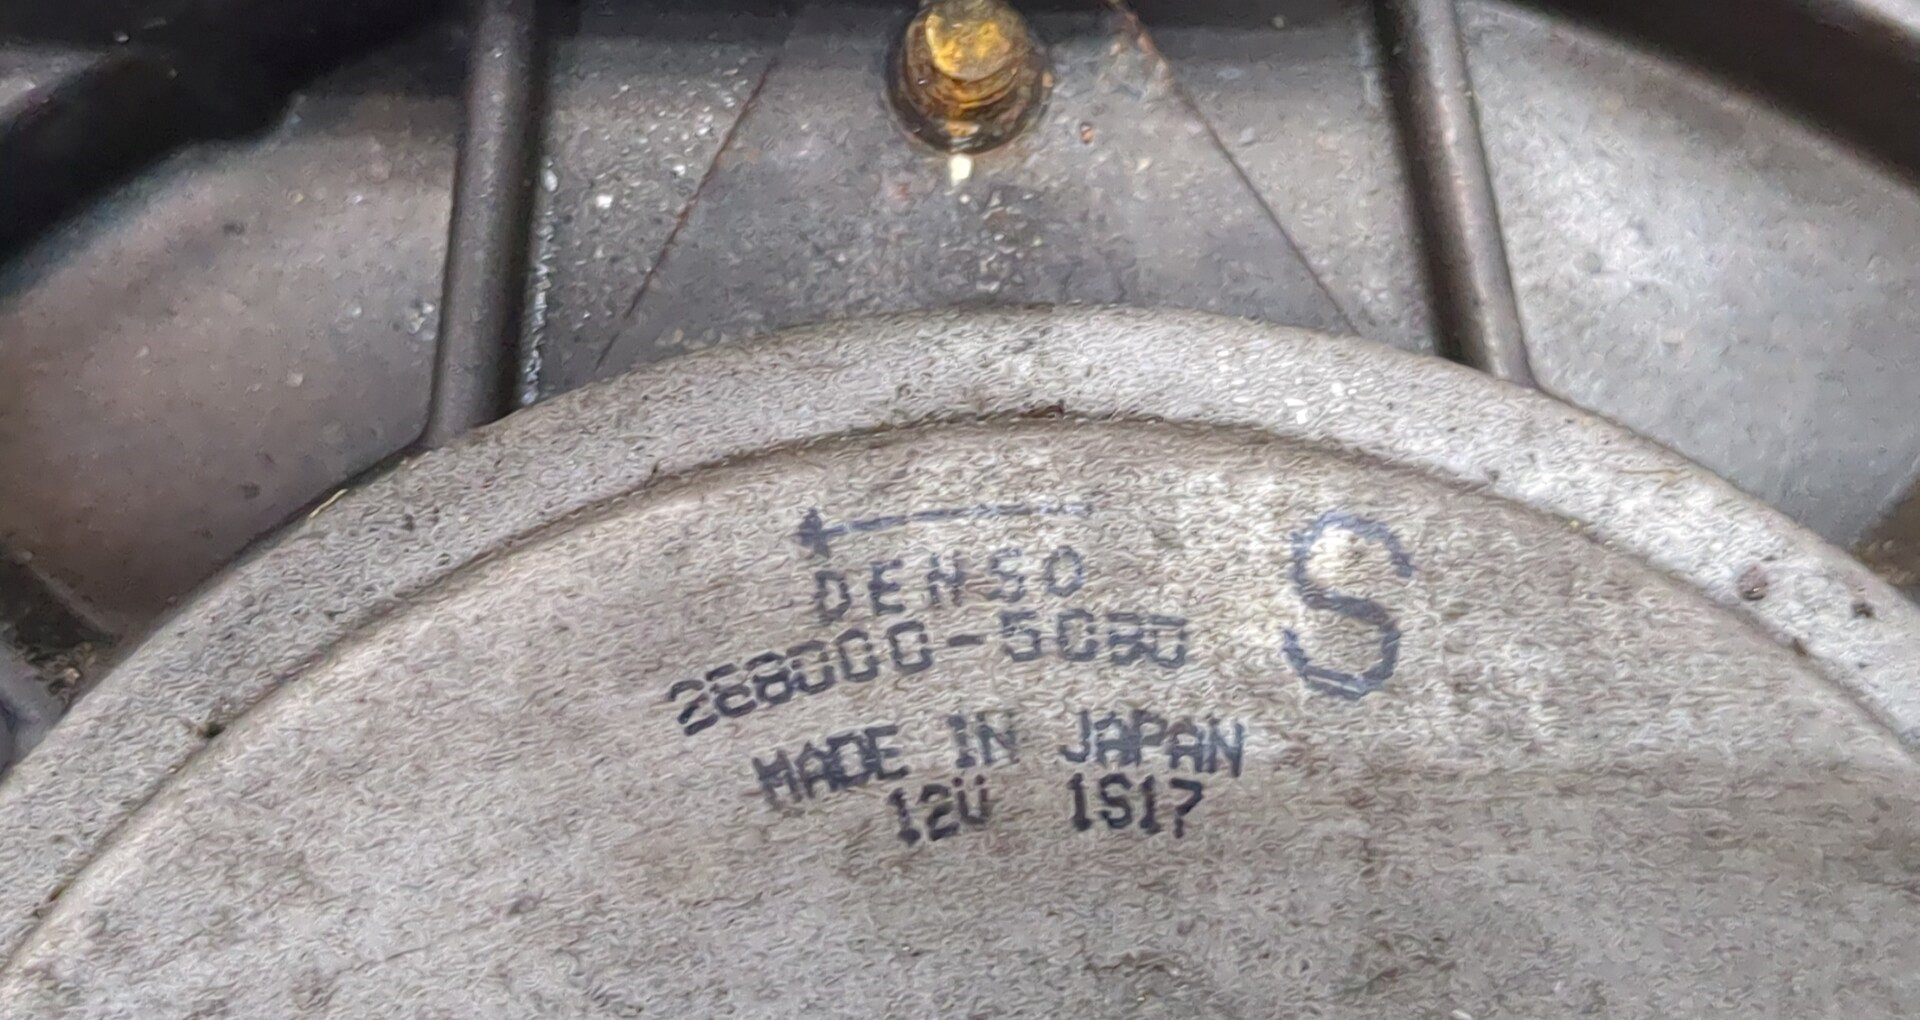 DENSO
S
268000-5080
MADE IN JAPAN
12V 1S17